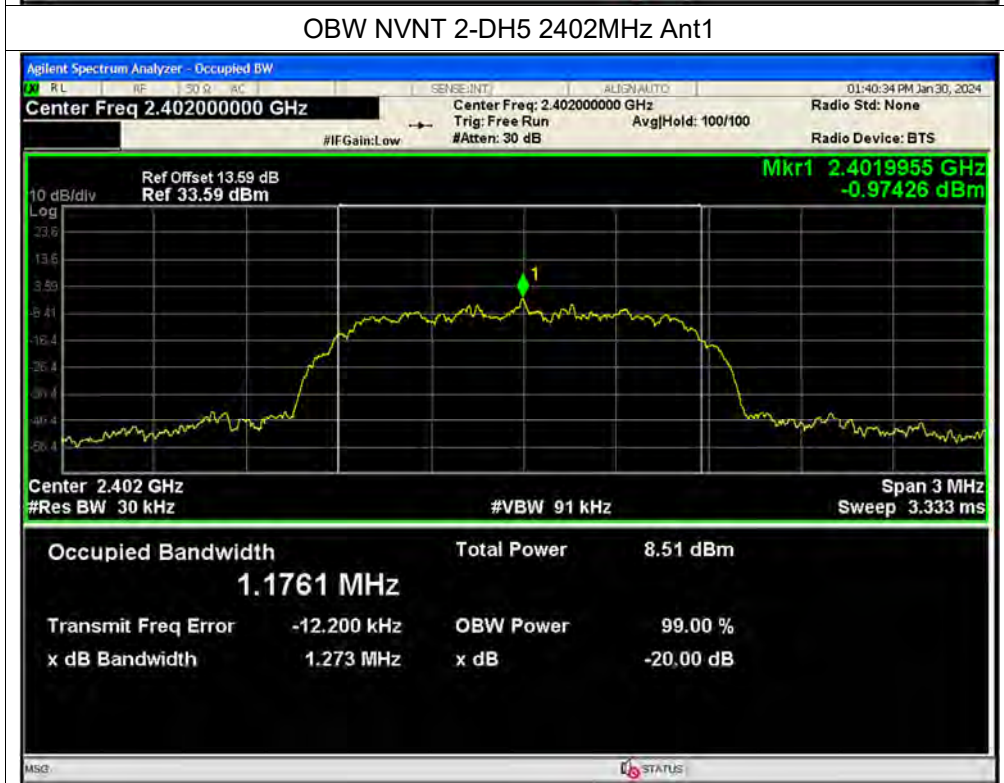 OBW NVNT 2-DH5 2402MHz Ant1
Agilent Spectrum Analyzer - Occupied BW
RL RF 50 Ω AC SENSE:INT ALIGN AUTO 01:40:34 PM Jan 30, 2024
Center Freq 2.402000000 GHz Center Freq: 2.402000000 GHz Radio Std: None
Trig: Free Run Avg|Hold: 100/100
#IFGain:Low #Atten: 30 dB Radio Device: BTS
Mkr1 2.4019955 GHz
Ref Offset 13.59 dB
10 dB/div Ref 33.59 dBm -0.97426 dBm
Log
23.6
13.6
1
3.59
-6.41
-16.4
-26.4
-36.4
-46.4
-56.4
Center 2.402 GHz Span 3 MHz
#Res BW 30 kHz #VBW 91 kHz Sweep 3.333 ms
Occupied Bandwidth Total Power 8.51 dBm
1.1761 MHz
Transmit Freq Error -12.200 kHz OBW Power 99.00 %
x dB Bandwidth 1.273 MHz x dB -20.00 dB
MSG STATUS